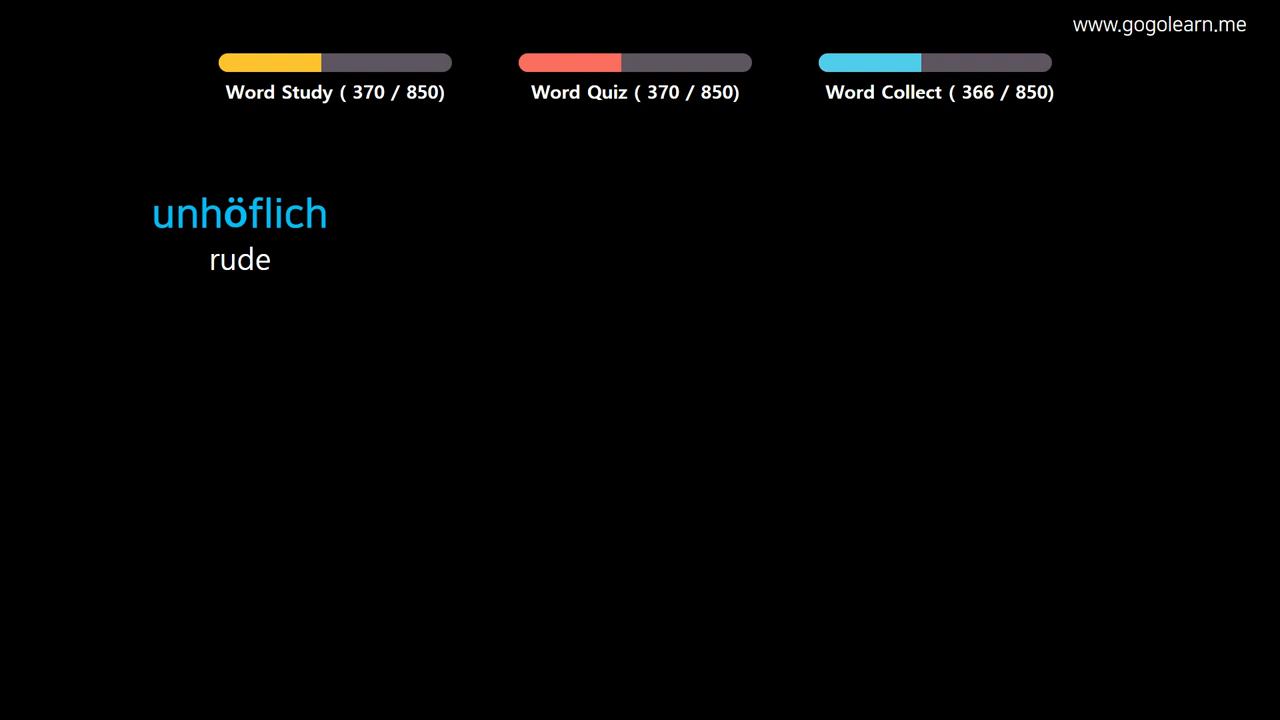 www.gogolearn.me
Word Study ( 370 / 850)
Word Quiz ( 370 / 850)
Word Collect ( 366 / 850)
unhöflich
rude